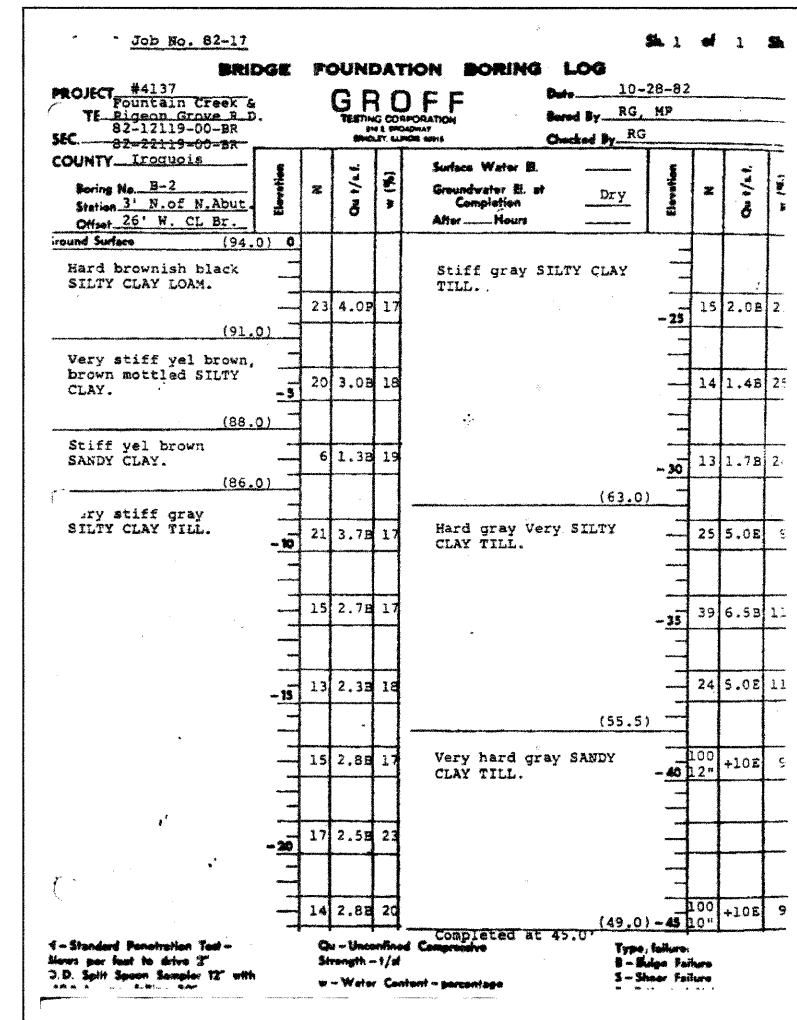 Job No. 82-17
Sh. 1 of 1 Sh
BRIDGE FOUNDATION BORING LOG
PROJECT #4137
Fountain Creek &
TE Pigeon Grove R.D.
82-12119-00-BR
SEC. 82-22119-00-BR
COUNTY Iroquois
GROFF
TESTING CORPORATION
Date 10-28-82
Bored By RG, MP
Checked By RG
Boring No. B-2
Station 3' N.of N.Abut.
Offset 26' W. CL Br.
Elevation N Qu t/s.f. w (%)
Surface Water El.
Groundwater El. at
Completion Dry
After Hours
Elevation N Qu t/s.f. w (%)
Ground Surface (94.0) 0
Hard brownish black
SILTY CLAY LOAM.
23 4.0P 17
(91.0)
Very stiff yel brown,
brown mottled SILTY
CLAY.
-5 20 3.0B 18
(88.0)
Stiff yel brown
SANDY CLAY.
6 1.3B 19
(86.0)
ry stiff gray
SILTY CLAY TILL.
-10 21 3.7B 17
15 2.7B 17
-15 13 2.3B 18
15 2.8B 17
-20 17 2.5B 23
14 2.8B 20
Stiff gray SILTY CLAY
TILL.
-25 15 2.0B 2
14 1.4B 25
-30 13 1.7B 2
(63.0)
Hard gray Very SILTY
CLAY TILL.
25 5.0E 9
-35 39 6.5B 11
24 5.0E 11
(55.5)
Very hard gray SANDY
CLAY TILL.
-40 100 12" +10E 9
(49.0) -45 100 10" +10E 9
Completed at 45.0'
N - Standard Penetration Test -
Blows per foot to drive 2"
O.D. Split Spoon Sampler 12" with
Qu - Unconfined Compressive
Strength - t/sf
w - Water Content - percentage
Type, failure:
B - Bulge Failure
S - Shear Failure